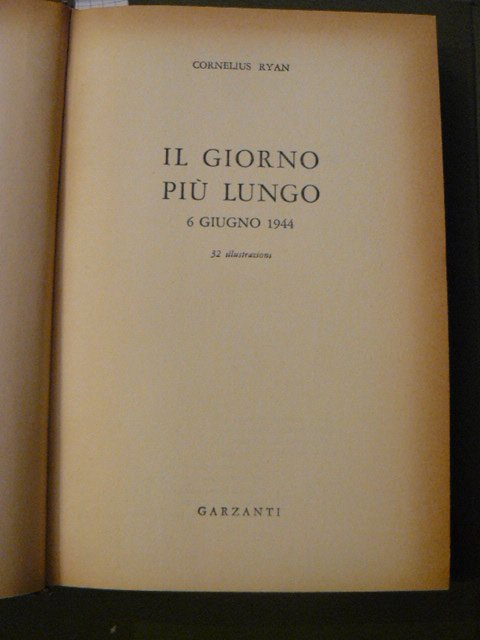 CORNELIUS RYAN
IL GIORNO
PIÙ LUNGO
6 GIUGNO 1944
32 illustrazioni
GARZANTI